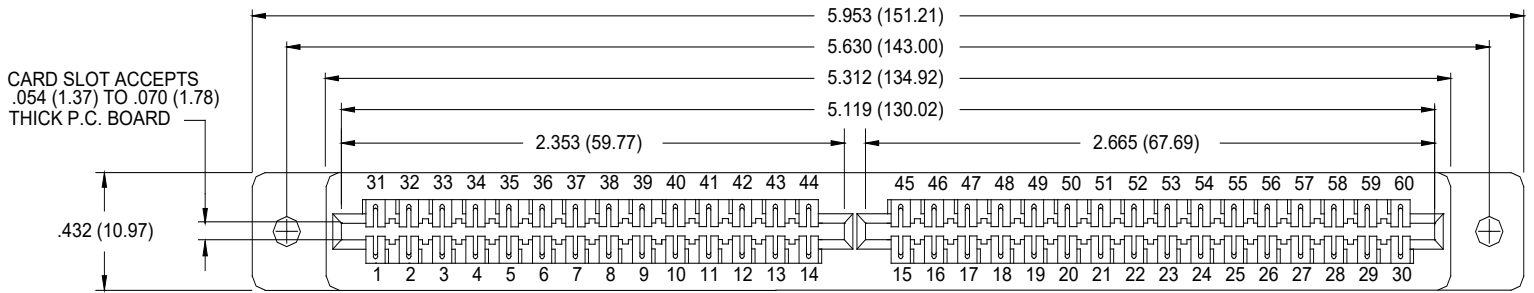 5.953 (151.21)
5.630 (143.00)
CARD SLOT ACCEPTS
.054 (1.37) TO .070 (1.78)
THICK P.C. BOARD
5.312 (134.92)
5.119 (130.02)
2.353 (59.77)
2.665 (67.69)
31 32 33 34 35 36 37 38 39 40 41 42 43 44 45 46 47 48 49 50 51 52 53 54 55 56 57 58 59 60
.432 (10.97)
1 2 3 4 5 6 7 8 9 10 11 12 13 14 15 16 17 18 19 20 21 22 23 24 25 26 27 28 29 30